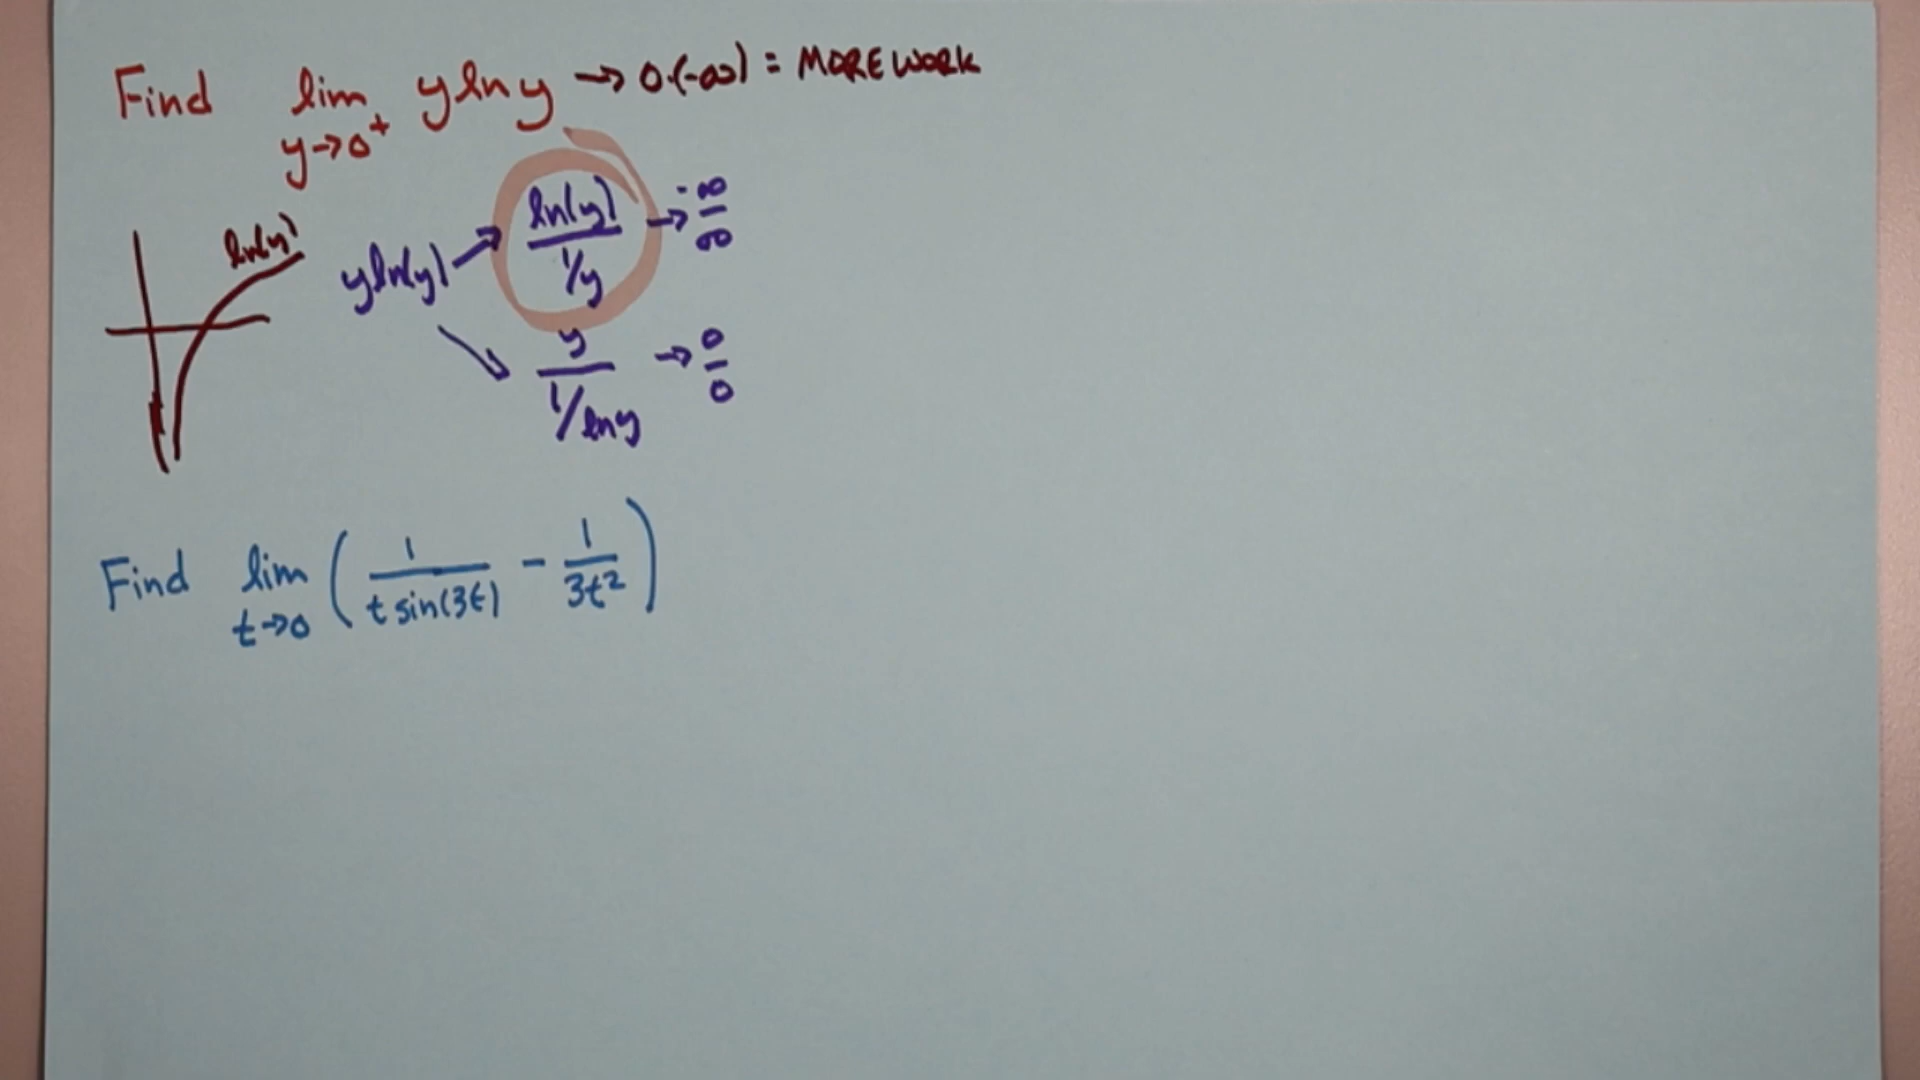 Find lim y→0⁺ y ln y → 0·(-∞) = MORE WORK
ln(y)
y ln(y) → ln(y) / 1/y → -∞/∞
y / 1/ln y → 0/0
Find lim t→0 ( 1/(t sin(3t)) - 1/(3t²) )